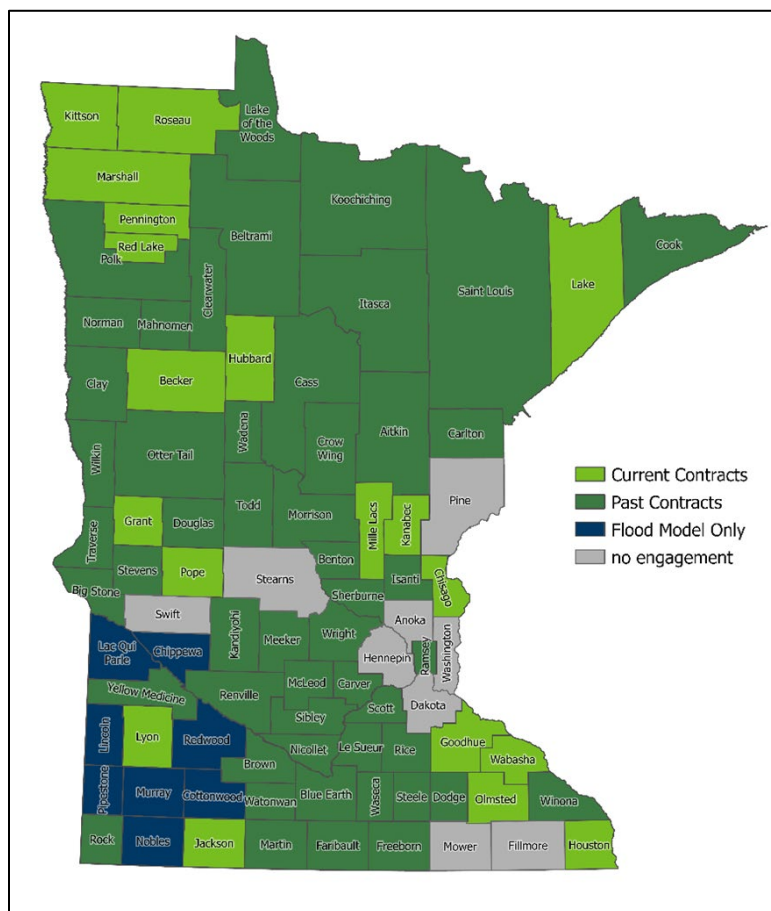 Kittson
Roseau
Lake
of the
Woods
Marshall
Koochiching
Pennington
Beltrami
Red Lake
Polk
Clearwater
Saint Louis
Lake
Cook
Itasca
Norman
Mahnomen
Hubbard
Clay
Becker
Cass
Wadena
Crow
Wing
Aitkin
Carlton
Wilkin
Otter Tail
Current Contracts
Past Contracts
Flood Model Only
no engagement
Pine
Todd
Morrison
Mille Lacs
Kanabec
Grant
Douglas
Traverse
Stevens
Pope
Stearns
Benton
Isanti
Chisago
Big Stone
Sherburne
Swift
Kandiyohi
Meeker
Wright
Anoka
Ramsey
Washington
Hennepin
Lac Qui
Parle
Chippewa
McLeod
Carver
Dakota
Scott
Yellow Medicine
Renville
Sibley
Lincoln
Lyon
Redwood
Nicollet
Le Sueur
Rice
Goodhue
Wabasha
Brown
Pipestone
Murray
Cottonwood
Watonwan
Blue Earth
Waseca
Steele
Dodge
Olmsted
Winona
Rock
Nobles
Jackson
Martin
Faribault
Freeborn
Mower
Fillmore
Houston